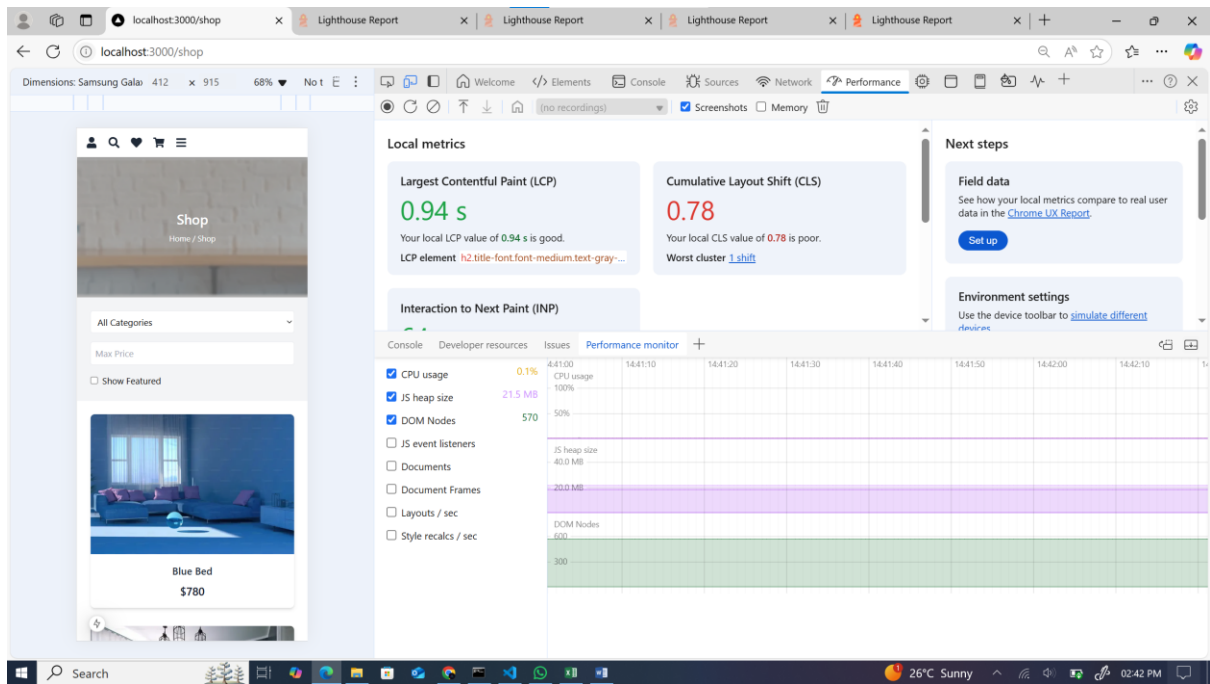 localhost:3000/shop
Lighthouse Report
Lighthouse Report
Lighthouse Report
Lighthouse Report
localhost:3000/shop
Dimensions: Samsung Gala 412 × 915 68% No t
Welcome Elements Console Sources Network Performance
(no recordings) Screenshots Memory
Shop
Home / Shop
All Categories
Max Price
Show Featured
Blue Bed
$780
Local metrics
Largest Contentful Paint (LCP)
0.94 s
Your local LCP value of 0.94 s is good.
LCP element h2.title-font.font-medium.text-gray-...
Cumulative Layout Shift (CLS)
0.78
Your local CLS value of 0.78 is poor.
Worst cluster 1 shift
Interaction to Next Paint (INP)
Next steps
Field data
See how your local metrics compare to real user
data in the Chrome UX Report.
Set up
Environment settings
Use the device toolbar to simulate different
devices
Console Developer resources Issues Performance monitor
CPU usage 0.1%
JS heap size 21.5 MB
DOM Nodes 570
JS event listeners
Documents
Document Frames
Layouts / sec
Style recalcs / sec
4:41:00 14:41:10 14:41:20 14:41:30 14:41:40 14:41:50 14:42:00 14:42:10
CPU usage
100%
50%
JS heap size
40.0 MB
20.0 MB
DOM Nodes
600
300
Search
26°C Sunny
02:42 PM